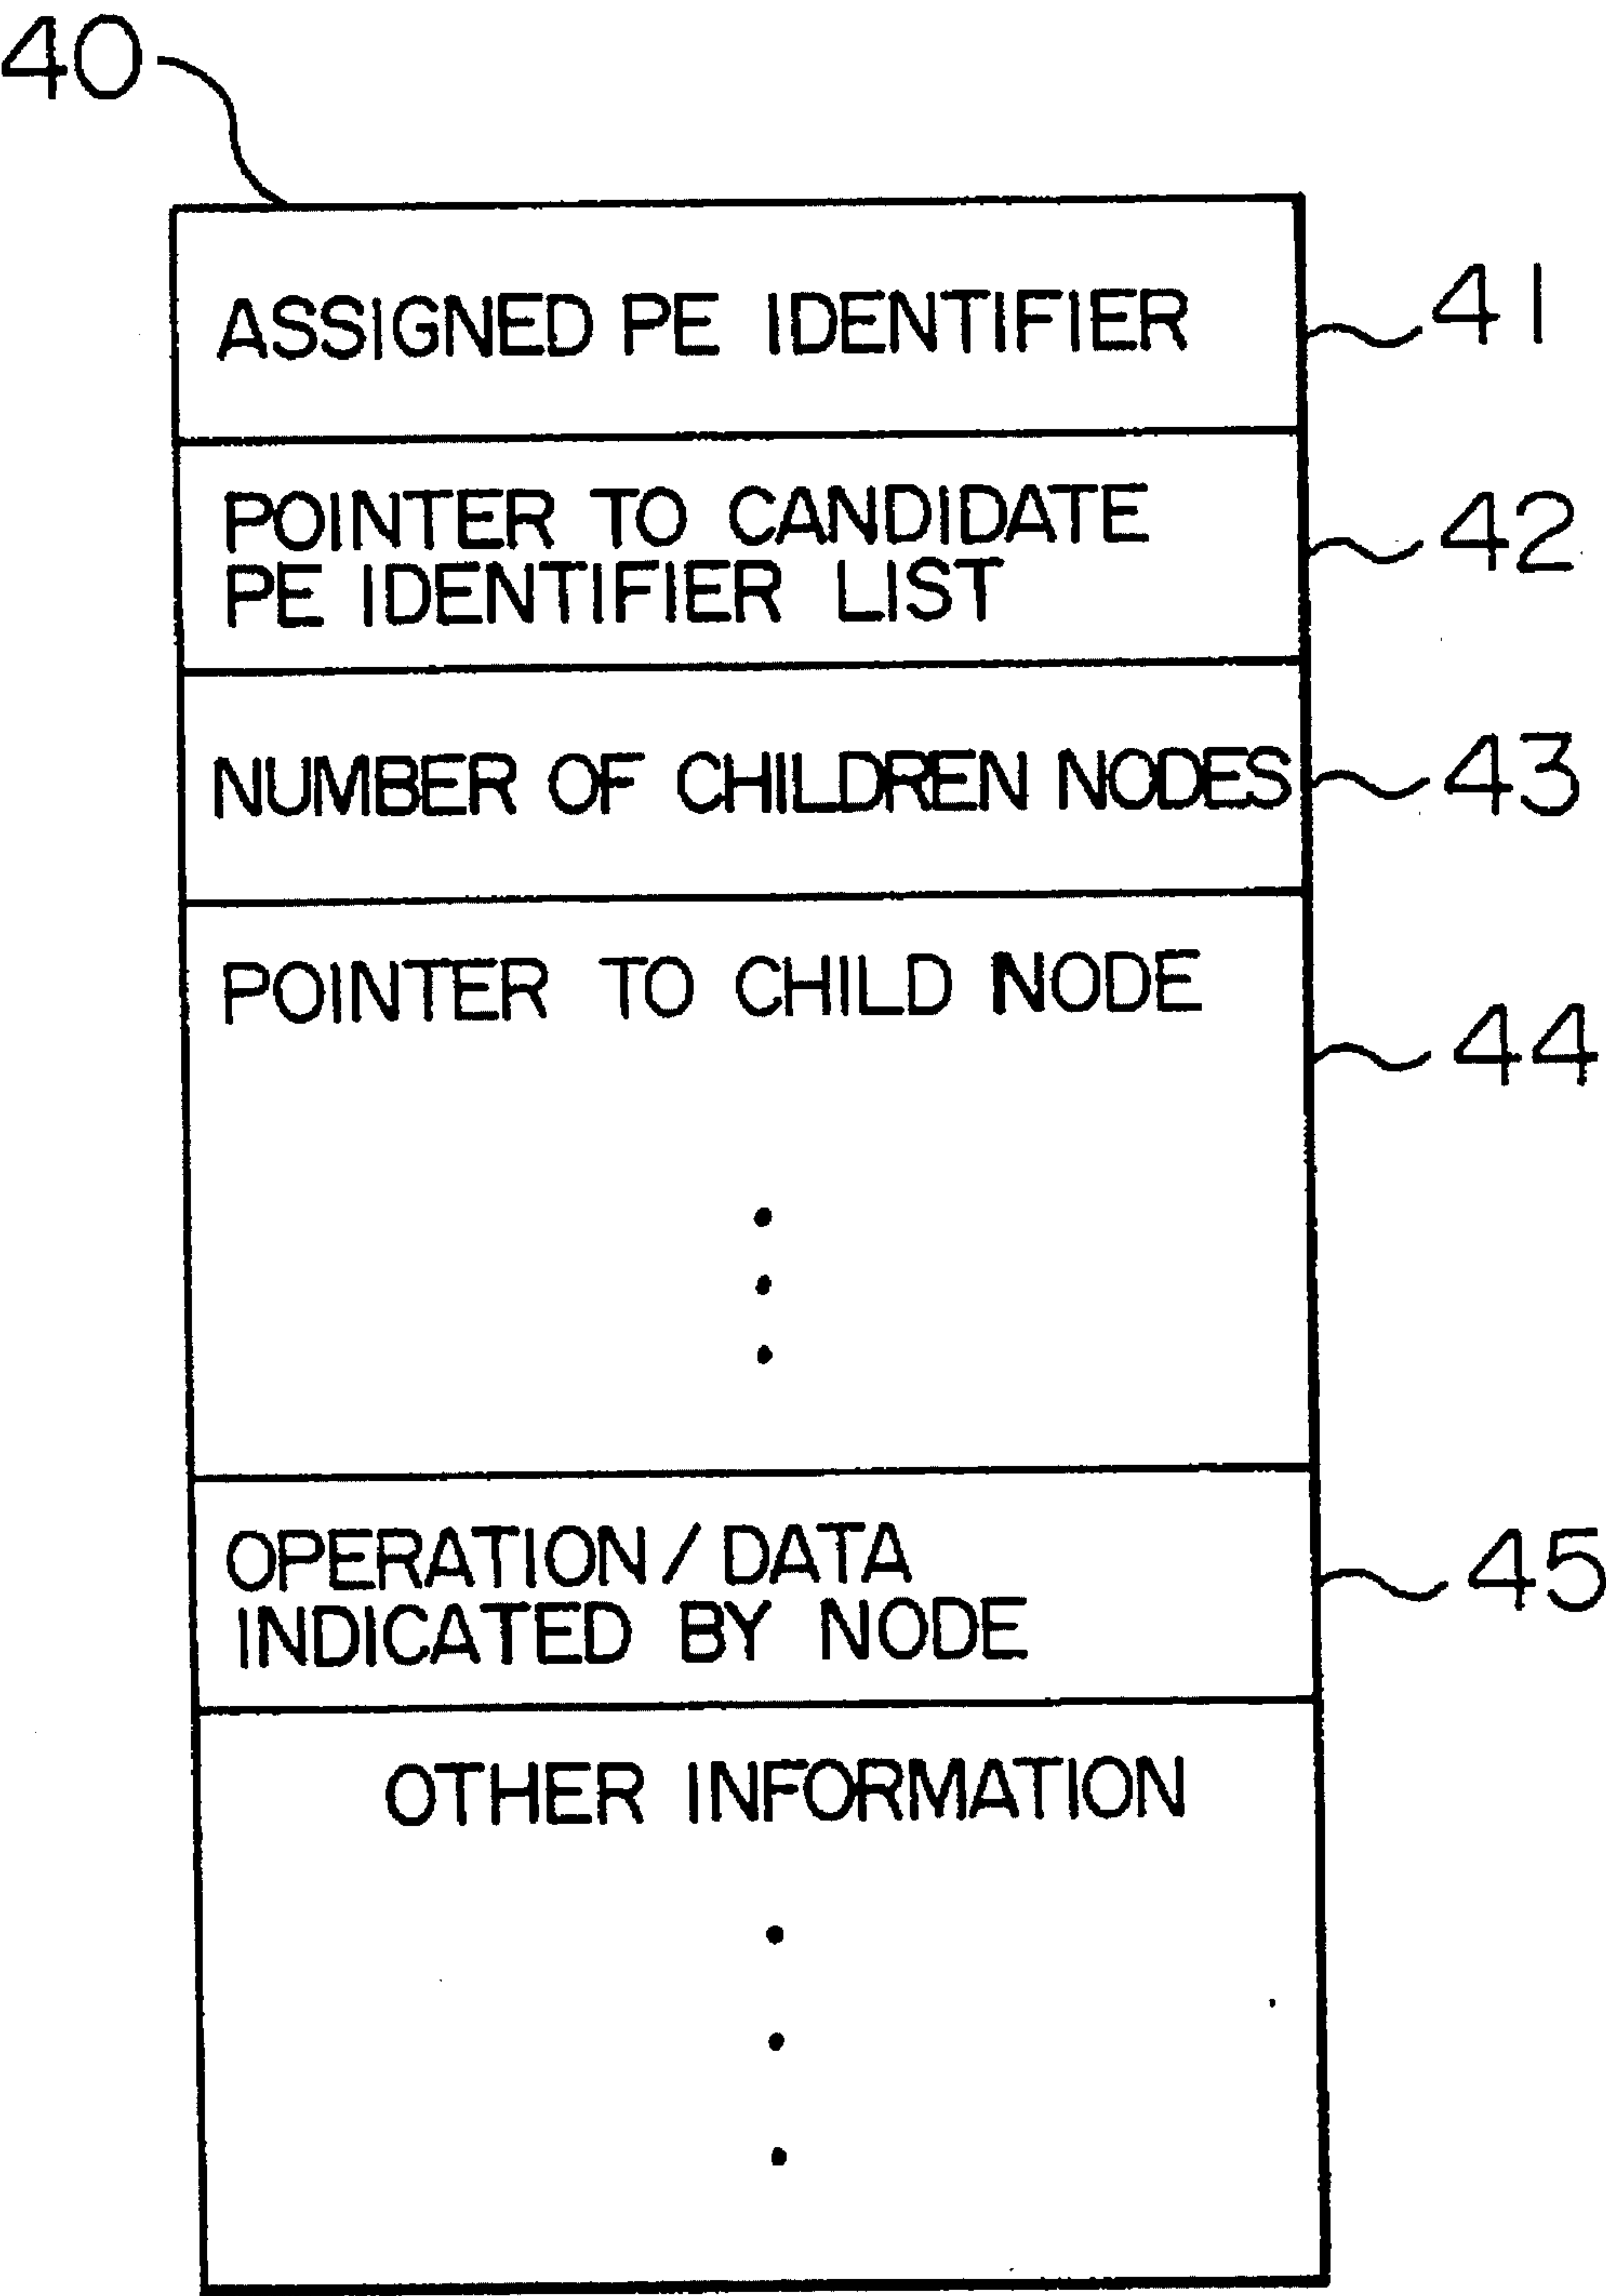 40
ASSIGNED PE IDENTIFIER
41
POINTER TO CANDIDATE
PE IDENTIFIER LIST
42
NUMBER OF CHILDREN NODES
43
POINTER TO CHILD NODE
44
OPERATION/DATA
INDICATED BY NODE
45
OTHER INFORMATION